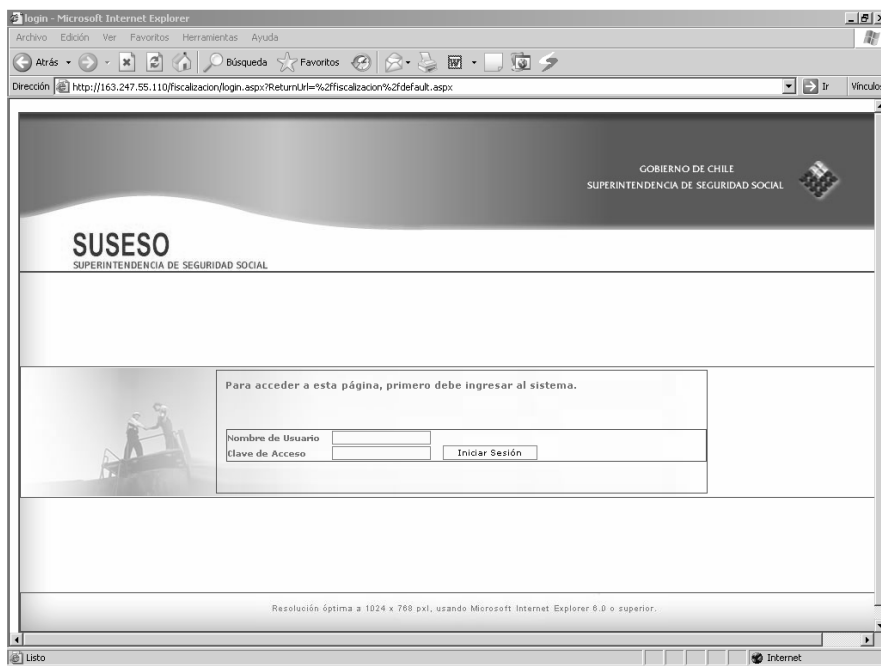 login - Microsoft Internet Explorer
Archivo Edición Ver Favoritos Herramientas Ayuda
Atrás Búsqueda Favoritos
Dirección http://163.247.55.110/fiscalizacion/login.aspx?ReturnUrl=%2ffiscalizacion%2fdefault.aspx Ir Vínculos
GOBIERNO DE CHILE
SUPERINTENDENCIA DE SEGURIDAD SOCIAL
SUSESO
SUPERINTENDENCIA DE SEGURIDAD SOCIAL
Para acceder a esta página, primero debe ingresar al sistema.
Nombre de Usuario
Clave de Acceso Iniciar Sesión
Resolución óptima a 1024 x 768 pxl, usando Microsoft Internet Explorer 6.0 o superior.
Listo Internet